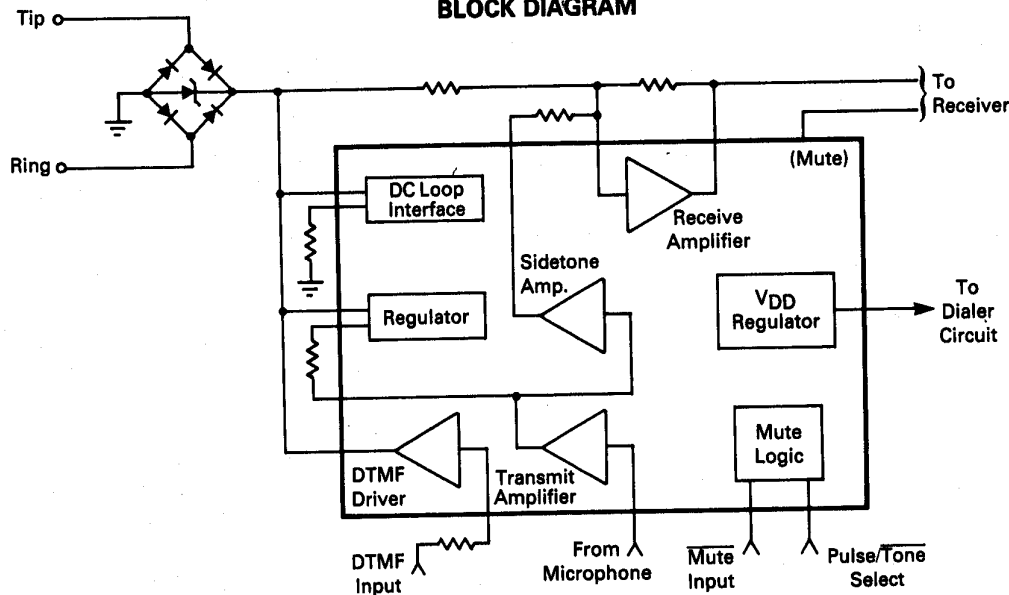 BLOCK DIAGRAM
Tip
Ring
To
Receiver
(Mute)
DC Loop
Interface
Receive
Amplifier
Sidetone
Amp.
VDD
Regulator
To
Dialer
Circuit
Regulator
Mute
Logic
DTMF
Driver
Transmit
Amplifier
DTMF
Input
From
Microphone
Mute
Input
Pulse/Tone
Select